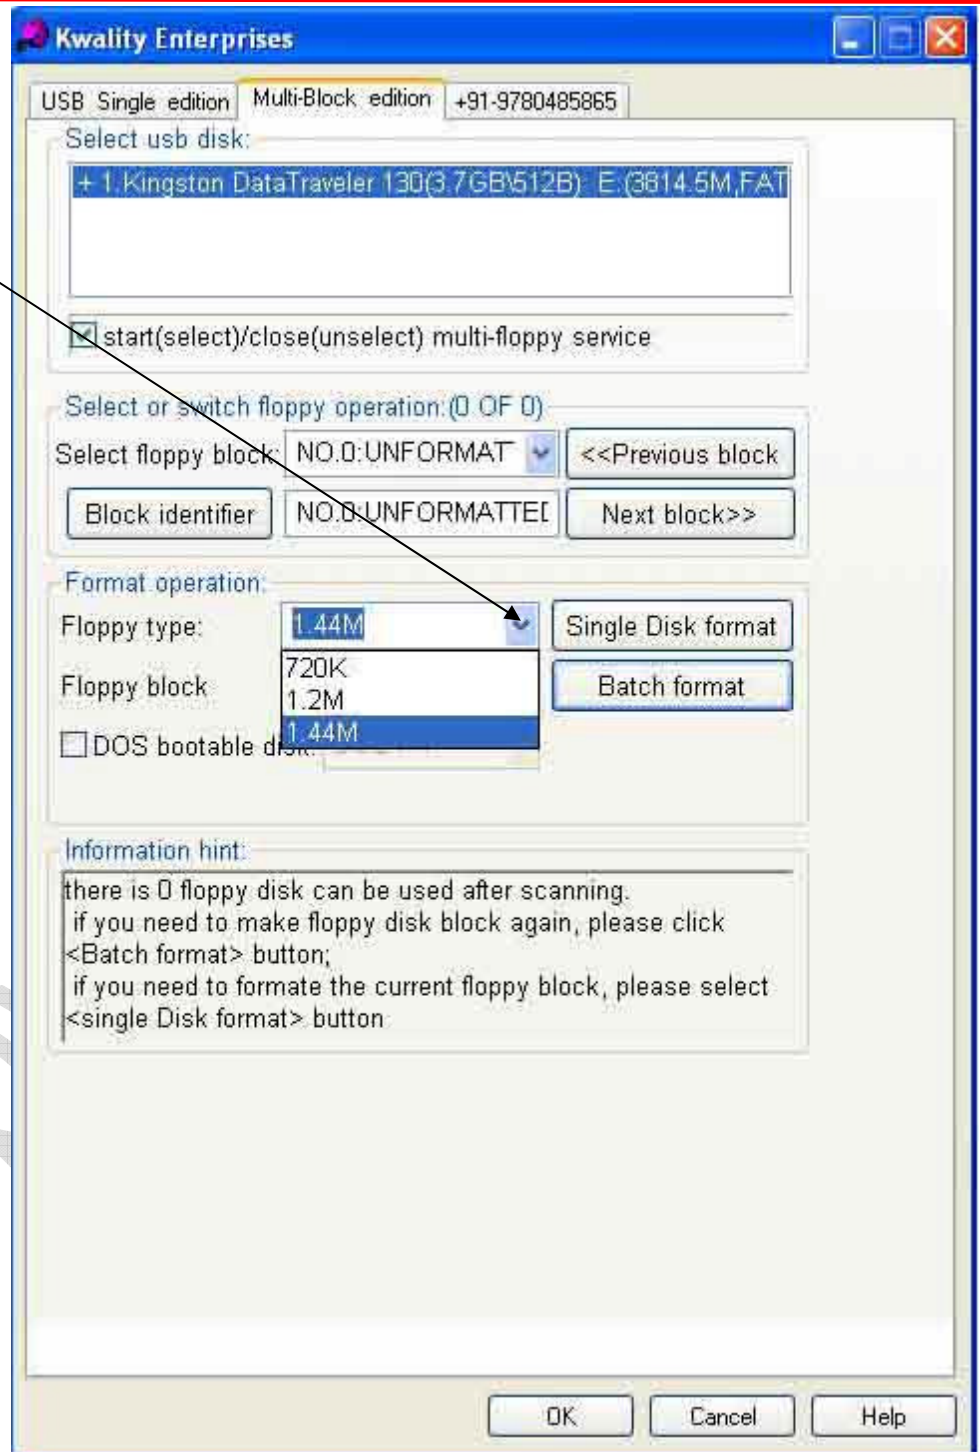 Kwality Enterprises
USB Single edition Multi-Block edition +91-9780485865
Select usb disk:
+ 1.Kingston DataTraveler 130(3.7GB\512B) E:(3814.5M,FAT
start(select)/close(unselect) multi-floppy service
Select or switch floppy operation:(0 OF 0)
Select floppy block: NO.0:UNFORMAT <<Previous block
Block identifier NO.0:UNFORMATTED Next block>>
Format operation:
Floppy type: 1.44M Single Disk format
720K
Floppy block Batch format
1.2M
1.44M
DOS bootable disk:
Information hint:
there is 0 floppy disk can be used after scanning.
if you need to make floppy disk block again, please click
<Batch format> button;
if you need to formate the current floppy block, please select
<single Disk format> button
OK Cancel Help